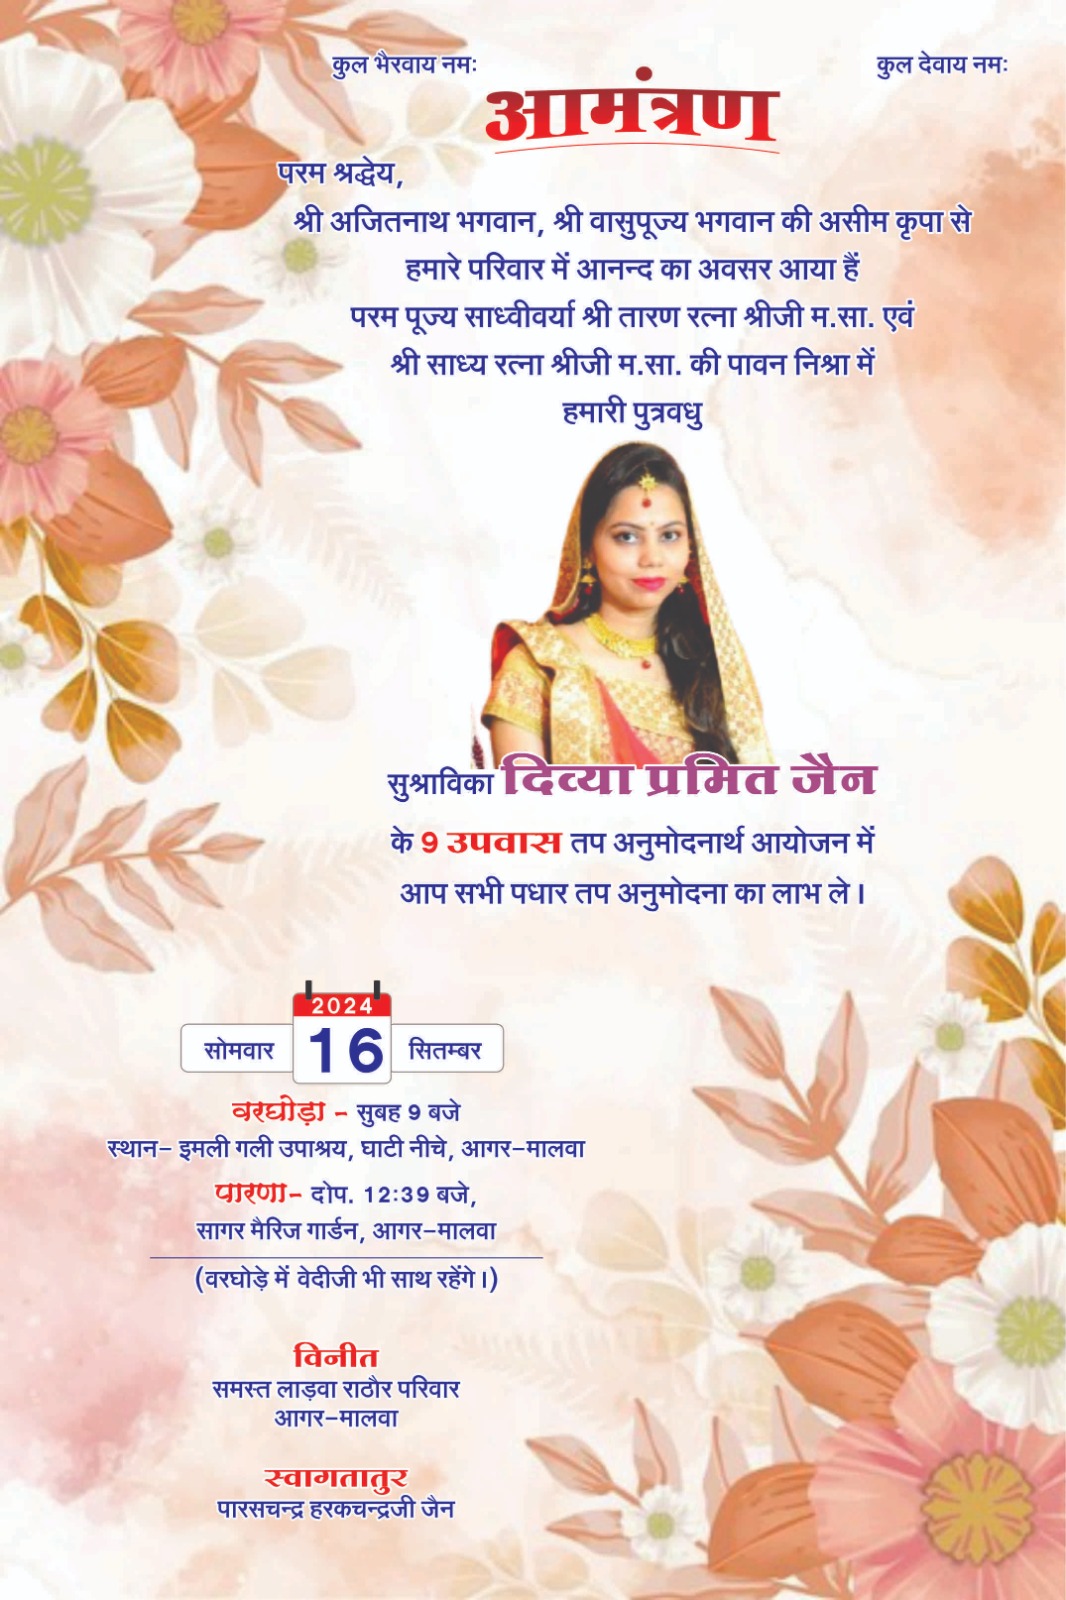 कुल भैरवाय नमः
कुल देवाय नमः
आमंत्रण
परम श्रद्धेय,
श्री अजितनाथ भगवान, श्री वासुपूज्य भगवान की असीम कृपा से
हमारे परिवार में आनन्द का अवसर आया हैं
परम पूज्य साध्वीवर्या श्री तारण रत्ना श्रीजी म.सा. एवं
श्री साध्य रत्ना श्रीजी म.सा. की पावन निश्रा में
हमारी पुत्रवधु
सुश्राविका दिव्या प्रमित जैन
के 9 उपवास तप अनुमोदनार्थ आयोजन में
आप सभी पधार तप अनुमोदना का लाभ ले।
2024
सोमवार 16 सितम्बर
वरघोड़ा - सुबह 9 बजे
स्थान- इमली गली उपाश्रय, घाटी नीचे, आगर-मालवा
पारणा- दोप. 12:39 बजे,
सागर मैरिज गार्डन, आगर-मालवा
(वरघोड़े में वेदीजी भी साथ रहेंगे।)
विनीत
समस्त लाड़वा राठौर परिवार
आगर-मालवा
स्वागतातुर
पारसचन्द्र हरकचन्द्रजी जैन